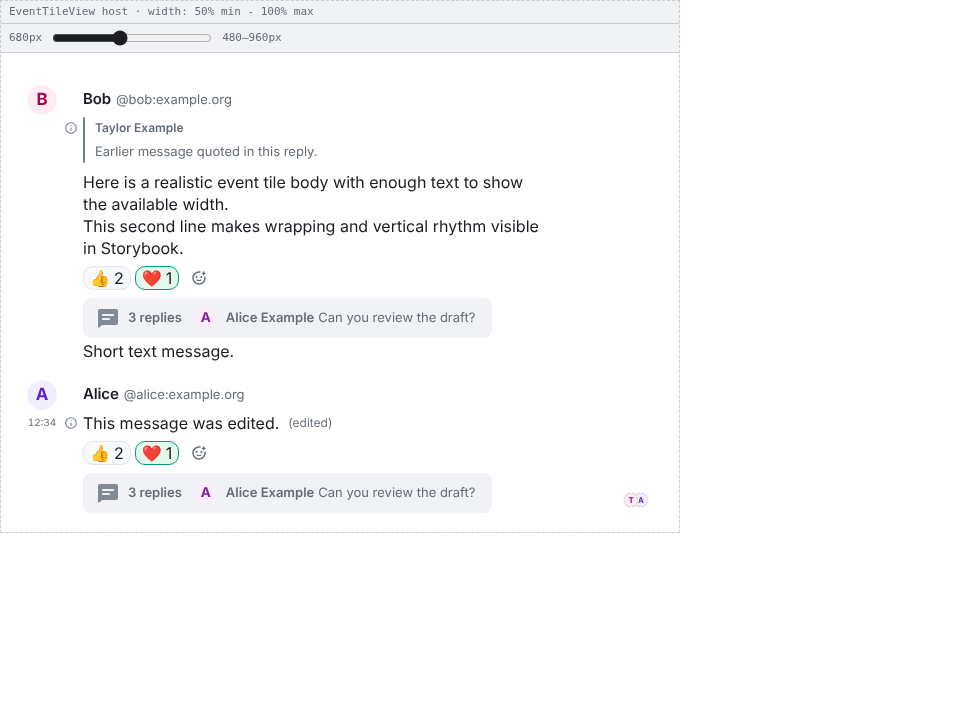 EventTileView host · width: 50% min - 100% max
680px 480–960px
B Bob @bob:example.org
Taylor Example
Earlier message quoted in this reply.
Here is a realistic event tile body with enough text to show
the available width.
This second line makes wrapping and vertical rhythm visible
in Storybook.
👍 2 ❤️ 1
3 replies A Alice Example Can you review the draft?
Short text message.
A Alice @alice:example.org
12:34 This message was edited. (edited)
👍 2 ❤️ 1
3 replies A Alice Example Can you review the draft?
T A